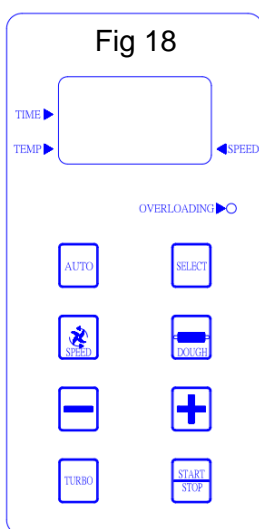 Fig 18
TIME
TEMP SPEED
OVERLOADING
AUTO SELECT
SPEED DOUGH
TURBO START
STOP